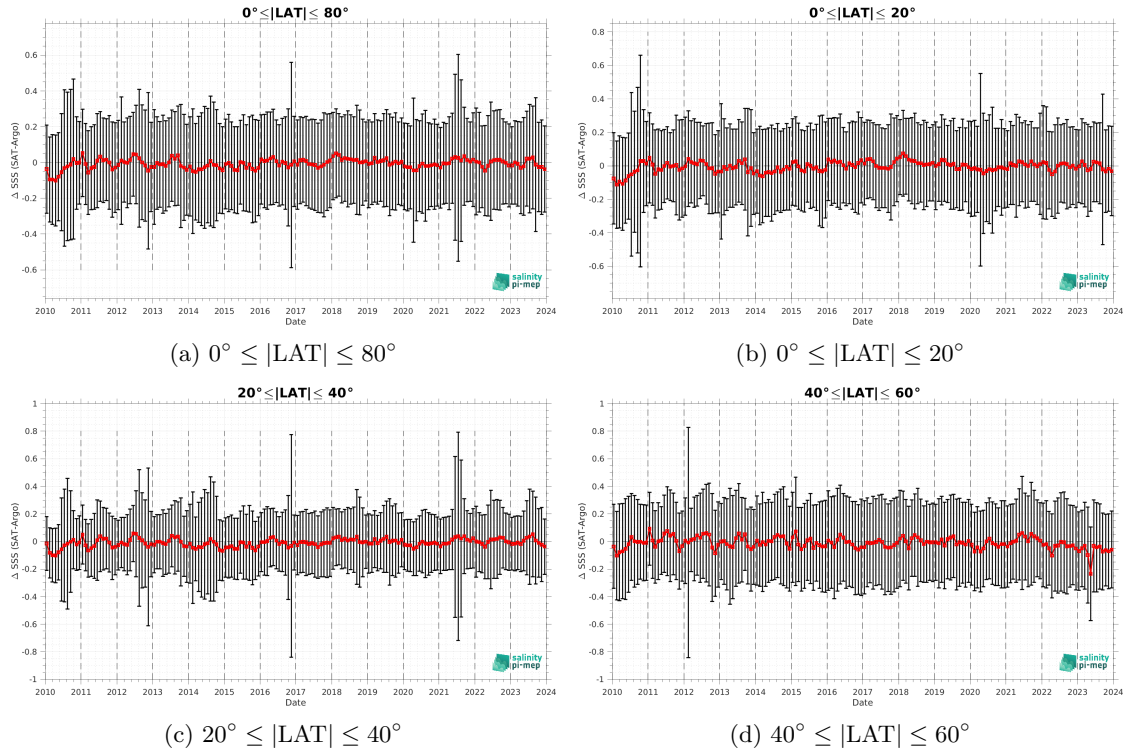 0°≤|LAT|≤ 80°
Δ SSS (SAT-Argo)
0.6
0.4
0.2
0
-0.2
-0.4
-0.6
salinity
pi-mep
2010 2011 2012 2013 2014 2015 2016 2017 2018 2019 2020 2021 2022 2023 2024
Date
(a) 0° ≤ |LAT| ≤ 80°
0°≤|LAT|≤ 20°
Δ SSS (SAT-Argo)
0.8
0.6
0.4
0.2
0
-0.2
-0.4
-0.6
salinity
pi-mep
2010 2011 2012 2013 2014 2015 2016 2017 2018 2019 2020 2021 2022 2023 2024
Date
(b) 0° ≤ |LAT| ≤ 20°
20°≤|LAT|≤ 40°
Δ SSS (SAT-Argo)
1
0.8
0.6
0.4
0.2
0
-0.2
-0.4
-0.6
-0.8
-1
salinity
pi-mep
2010 2011 2012 2013 2014 2015 2016 2017 2018 2019 2020 2021 2022 2023 2024
Date
(c) 20° ≤ |LAT| ≤ 40°
40°≤|LAT|≤ 60°
Δ SSS (SAT-Argo)
1
0.8
0.6
0.4
0.2
0
-0.2
-0.4
-0.6
-0.8
-1
salinity
pi-mep
2010 2011 2012 2013 2014 2015 2016 2017 2018 2019 2020 2021 2022 2023 2024
Date
(d) 40° ≤ |LAT| ≤ 60°